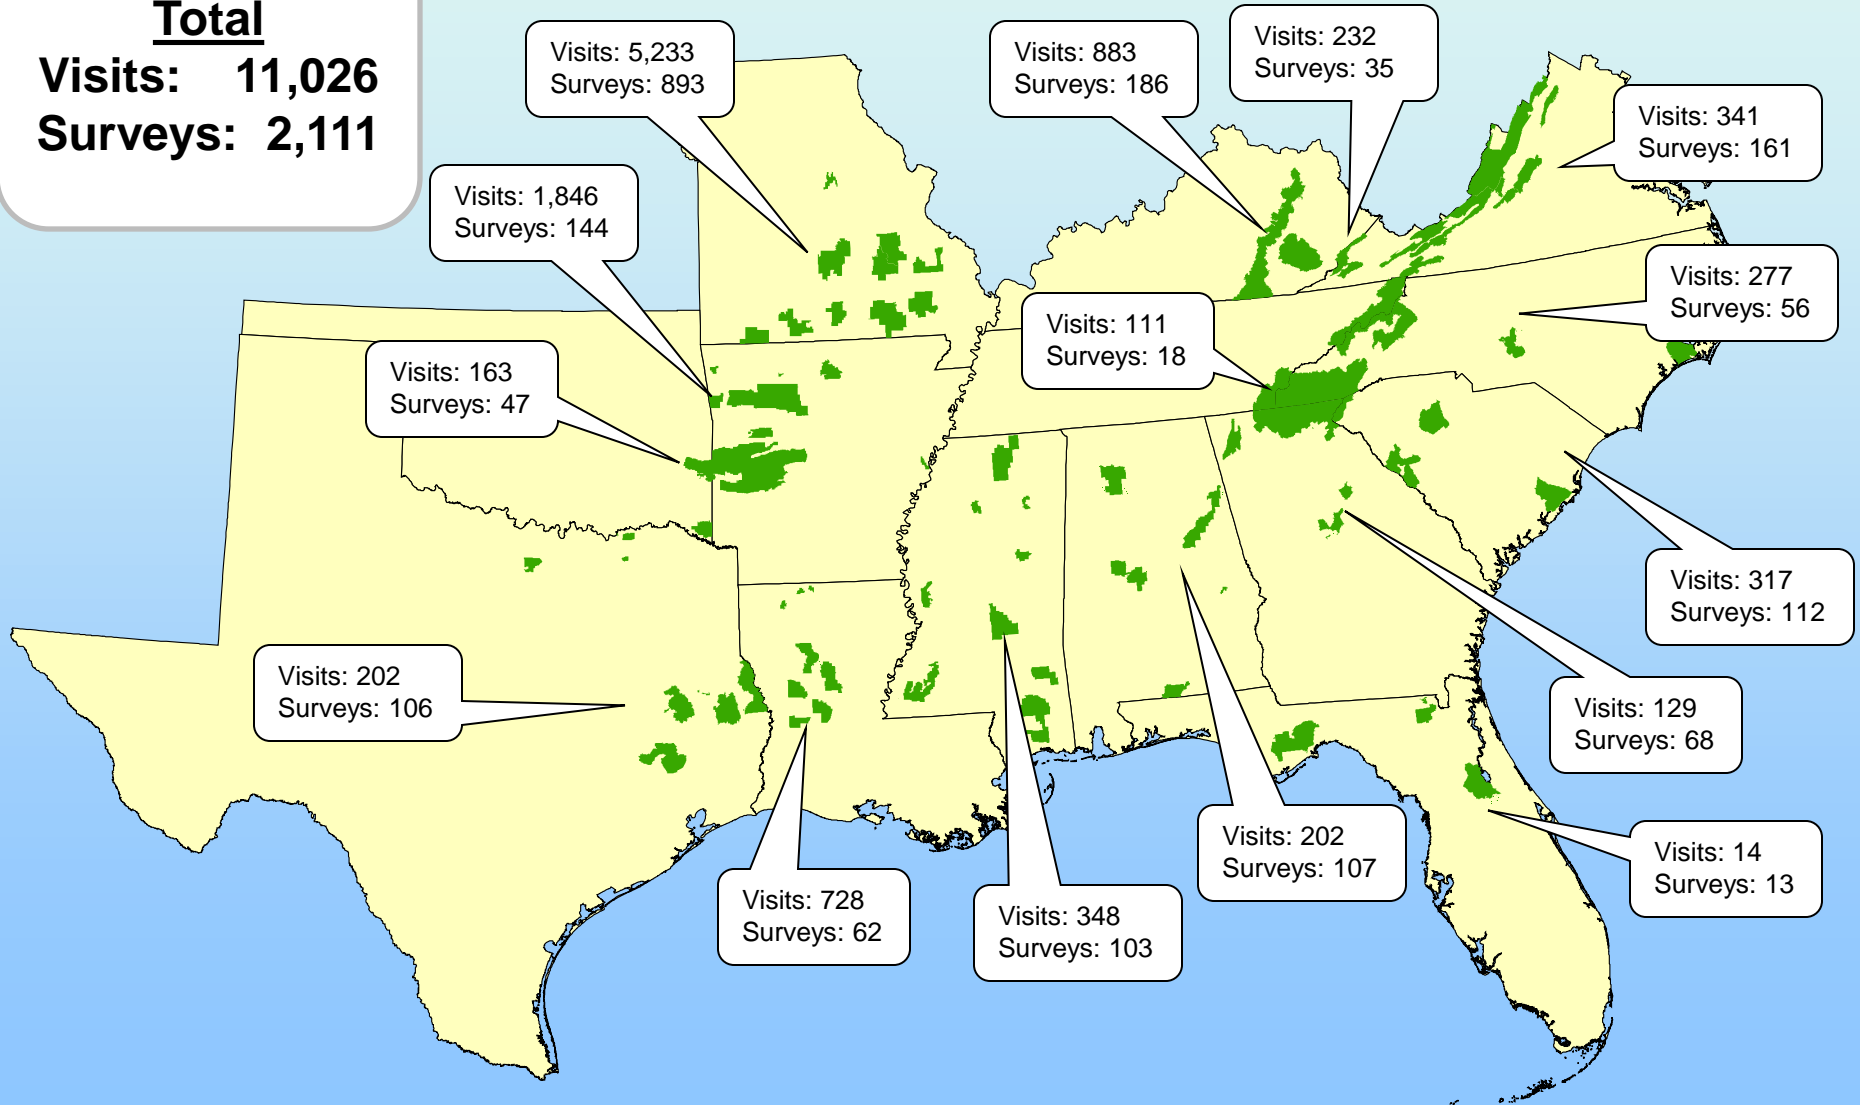 Total
Visits: 11,026
Surveys: 2,111
Visits: 5,233
Surveys: 893
Visits: 883
Surveys: 186
Visits: 232
Surveys: 35
Visits: 341
Surveys: 161
Visits: 1,846
Surveys: 144
Visits: 277
Surveys: 56
Visits: 111
Surveys: 18
Visits: 163
Surveys: 47
Visits: 317
Surveys: 112
Visits: 202
Surveys: 106
Visits: 129
Surveys: 68
Visits: 202
Surveys: 107
Visits: 14
Surveys: 13
Visits: 728
Surveys: 62
Visits: 348
Surveys: 103